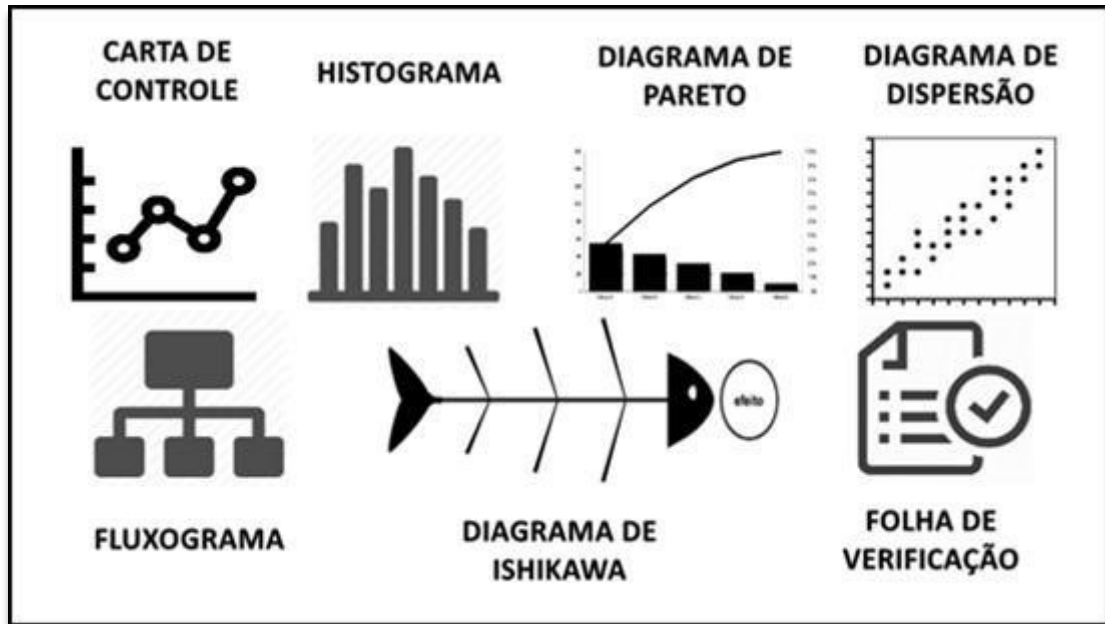 CARTA DE
CONTROLE
HISTOGRAMA
DIAGRAMA DE
PARETO
DIAGRAMA DE
DISPERSÃO
efeito
FLUXOGRAMA
DIAGRAMA DE
ISHIKAWA
FOLHA DE
VERIFICAÇÃO